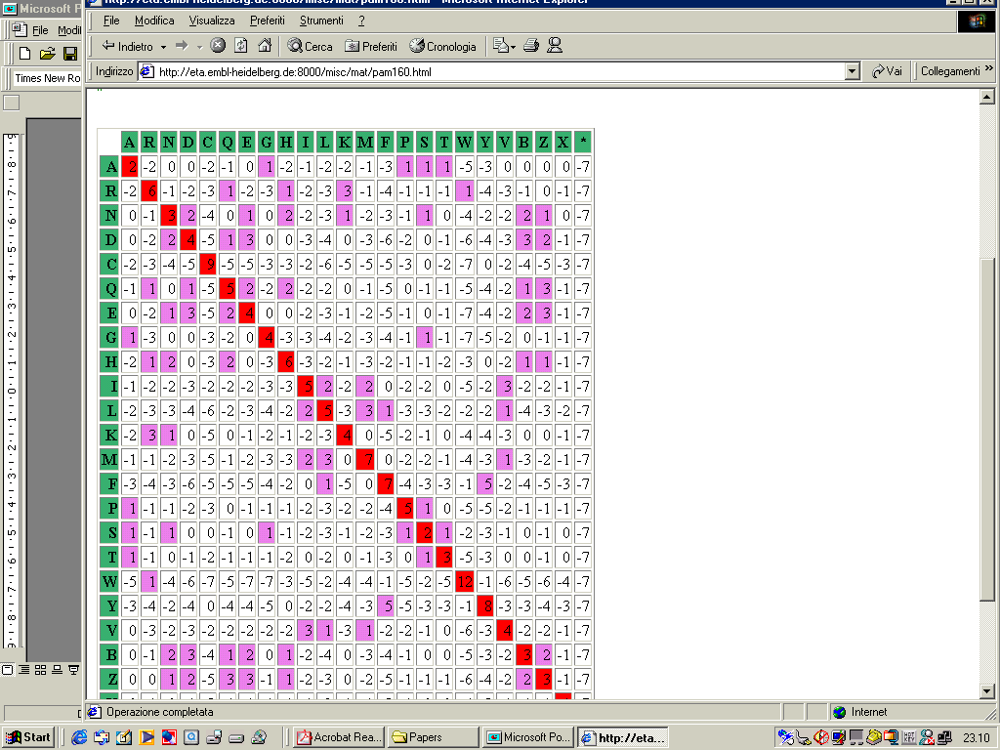 Microsoft P
File Modifi
Times New Ro
http://eta.embl-heidelberg.de:8000/misc/mat/pam160.html - Microsoft Internet Explorer
File Modifica Visualizza Preferiti Strumenti ?
Indietro Cerca Preferiti Cronologia
Indirizzo http://eta.embl-heidelberg.de:8000/misc/mat/pam160.html Vai Collegamenti »
A R N D C Q E G H I L K M F P S T W Y V B Z X *
A 2 -2 0 0 -2 -1 0 1 -2 -1 -2 -2 -1 -3 1 1 1 -5 -3 0 0 0 0 -7
R -2 6 -1 -2 -3 1 -2 -3 1 -2 -3 3 -1 -4 -1 -1 -1 1 -4 -3 -1 0 -1 -7
N 0 -1 3 2 -4 0 1 0 2 -2 -3 1 -2 -3 -1 1 0 -4 -2 -2 2 1 0 -7
D 0 -2 2 4 -5 1 3 0 0 -3 -4 0 -3 -6 -2 0 -1 -6 -4 -3 3 2 -1 -7
C -2 -3 -4 -5 9 -5 -5 -3 -3 -2 -6 -5 -5 -5 -3 0 -2 -7 0 -2 -4 -5 -3 -7
Q -1 1 0 1 -5 5 2 -2 2 -2 -2 0 -1 -5 0 -1 -1 -5 -4 -2 1 3 -1 -7
E 0 -2 1 3 -5 2 4 0 0 -2 -3 -1 -2 -5 -1 0 -1 -7 -4 -2 2 3 -1 -7
G 1 -3 0 0 -3 -2 0 4 -3 -3 -4 -2 -3 -4 -1 1 -1 -7 -5 -2 0 -1 -1 -7
H -2 1 2 0 -3 2 0 -3 6 -3 -2 -1 -3 -2 -1 -1 -2 -3 0 -2 1 1 -1 -7
I -1 -2 -2 -3 -2 -2 -2 -3 -3 5 2 -2 2 0 -2 -2 0 -5 -2 3 -2 -2 -1 -7
L -2 -3 -3 -4 -6 -2 -3 -4 -2 2 5 -3 3 1 -3 -3 -2 -2 -2 1 -4 -3 -2 -7
K -2 3 1 0 -5 0 -1 -2 -1 -2 -3 4 0 -5 -2 -1 0 -4 -4 -3 0 0 -1 -7
M -1 -1 -2 -3 -5 -1 -2 -3 -3 2 3 0 7 0 -2 -2 -1 -4 -3 1 -3 -2 -1 -7
F -3 -4 -3 -6 -5 -5 -5 -4 -2 0 1 -5 0 7 -4 -3 -3 -1 5 -2 -4 -5 -3 -7
P 1 -1 -1 -2 -3 0 -1 -1 -1 -2 -3 -2 -2 -4 5 1 0 -5 -5 -2 -1 -1 -1 -7
S 1 -1 1 0 0 -1 0 1 -1 -2 -3 -1 -2 -3 1 2 1 -2 -3 -1 0 -1 0 -7
T 1 -1 0 -1 -2 -1 -1 -1 -2 0 -2 0 -1 -3 0 1 3 -5 -3 0 0 -1 0 -7
W -5 1 -4 -6 -7 -5 -7 -7 -3 -5 -2 -4 -4 -1 -5 -2 -5 12 -1 -6 -5 -6 -4 -7
Y -3 -4 -2 -4 0 -4 -4 -5 0 -2 -2 -4 -3 5 -5 -3 -3 -1 8 -3 -3 -4 -3 -7
V 0 -3 -2 -3 -2 -2 -2 -2 -2 3 1 -3 1 -2 -2 -1 0 -6 -3 4 -2 -2 -1 -7
B 0 -1 2 3 -4 1 2 0 1 -2 -4 0 -3 -4 -1 0 0 -5 -3 -2 3 2 -1 -7
Z 0 0 1 2 -5 3 3 -1 1 -2 -3 0 -2 -5 -1 -1 -1 -6 -4 -2 2 3 -1 -7
Operazione completata Internet
Start Acrobat Rea... Papers Microsoft Po... http://eta.... 23.10